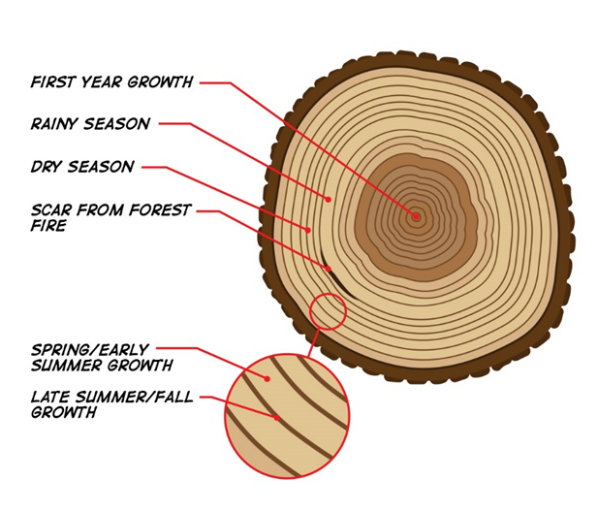 FIRST YEAR GROWTH
RAINY SEASON
DRY SEASON
SCAR FROM FOREST
FIRE
SPRING/EARLY
SUMMER GROWTH
LATE SUMMER/FALL
GROWTH